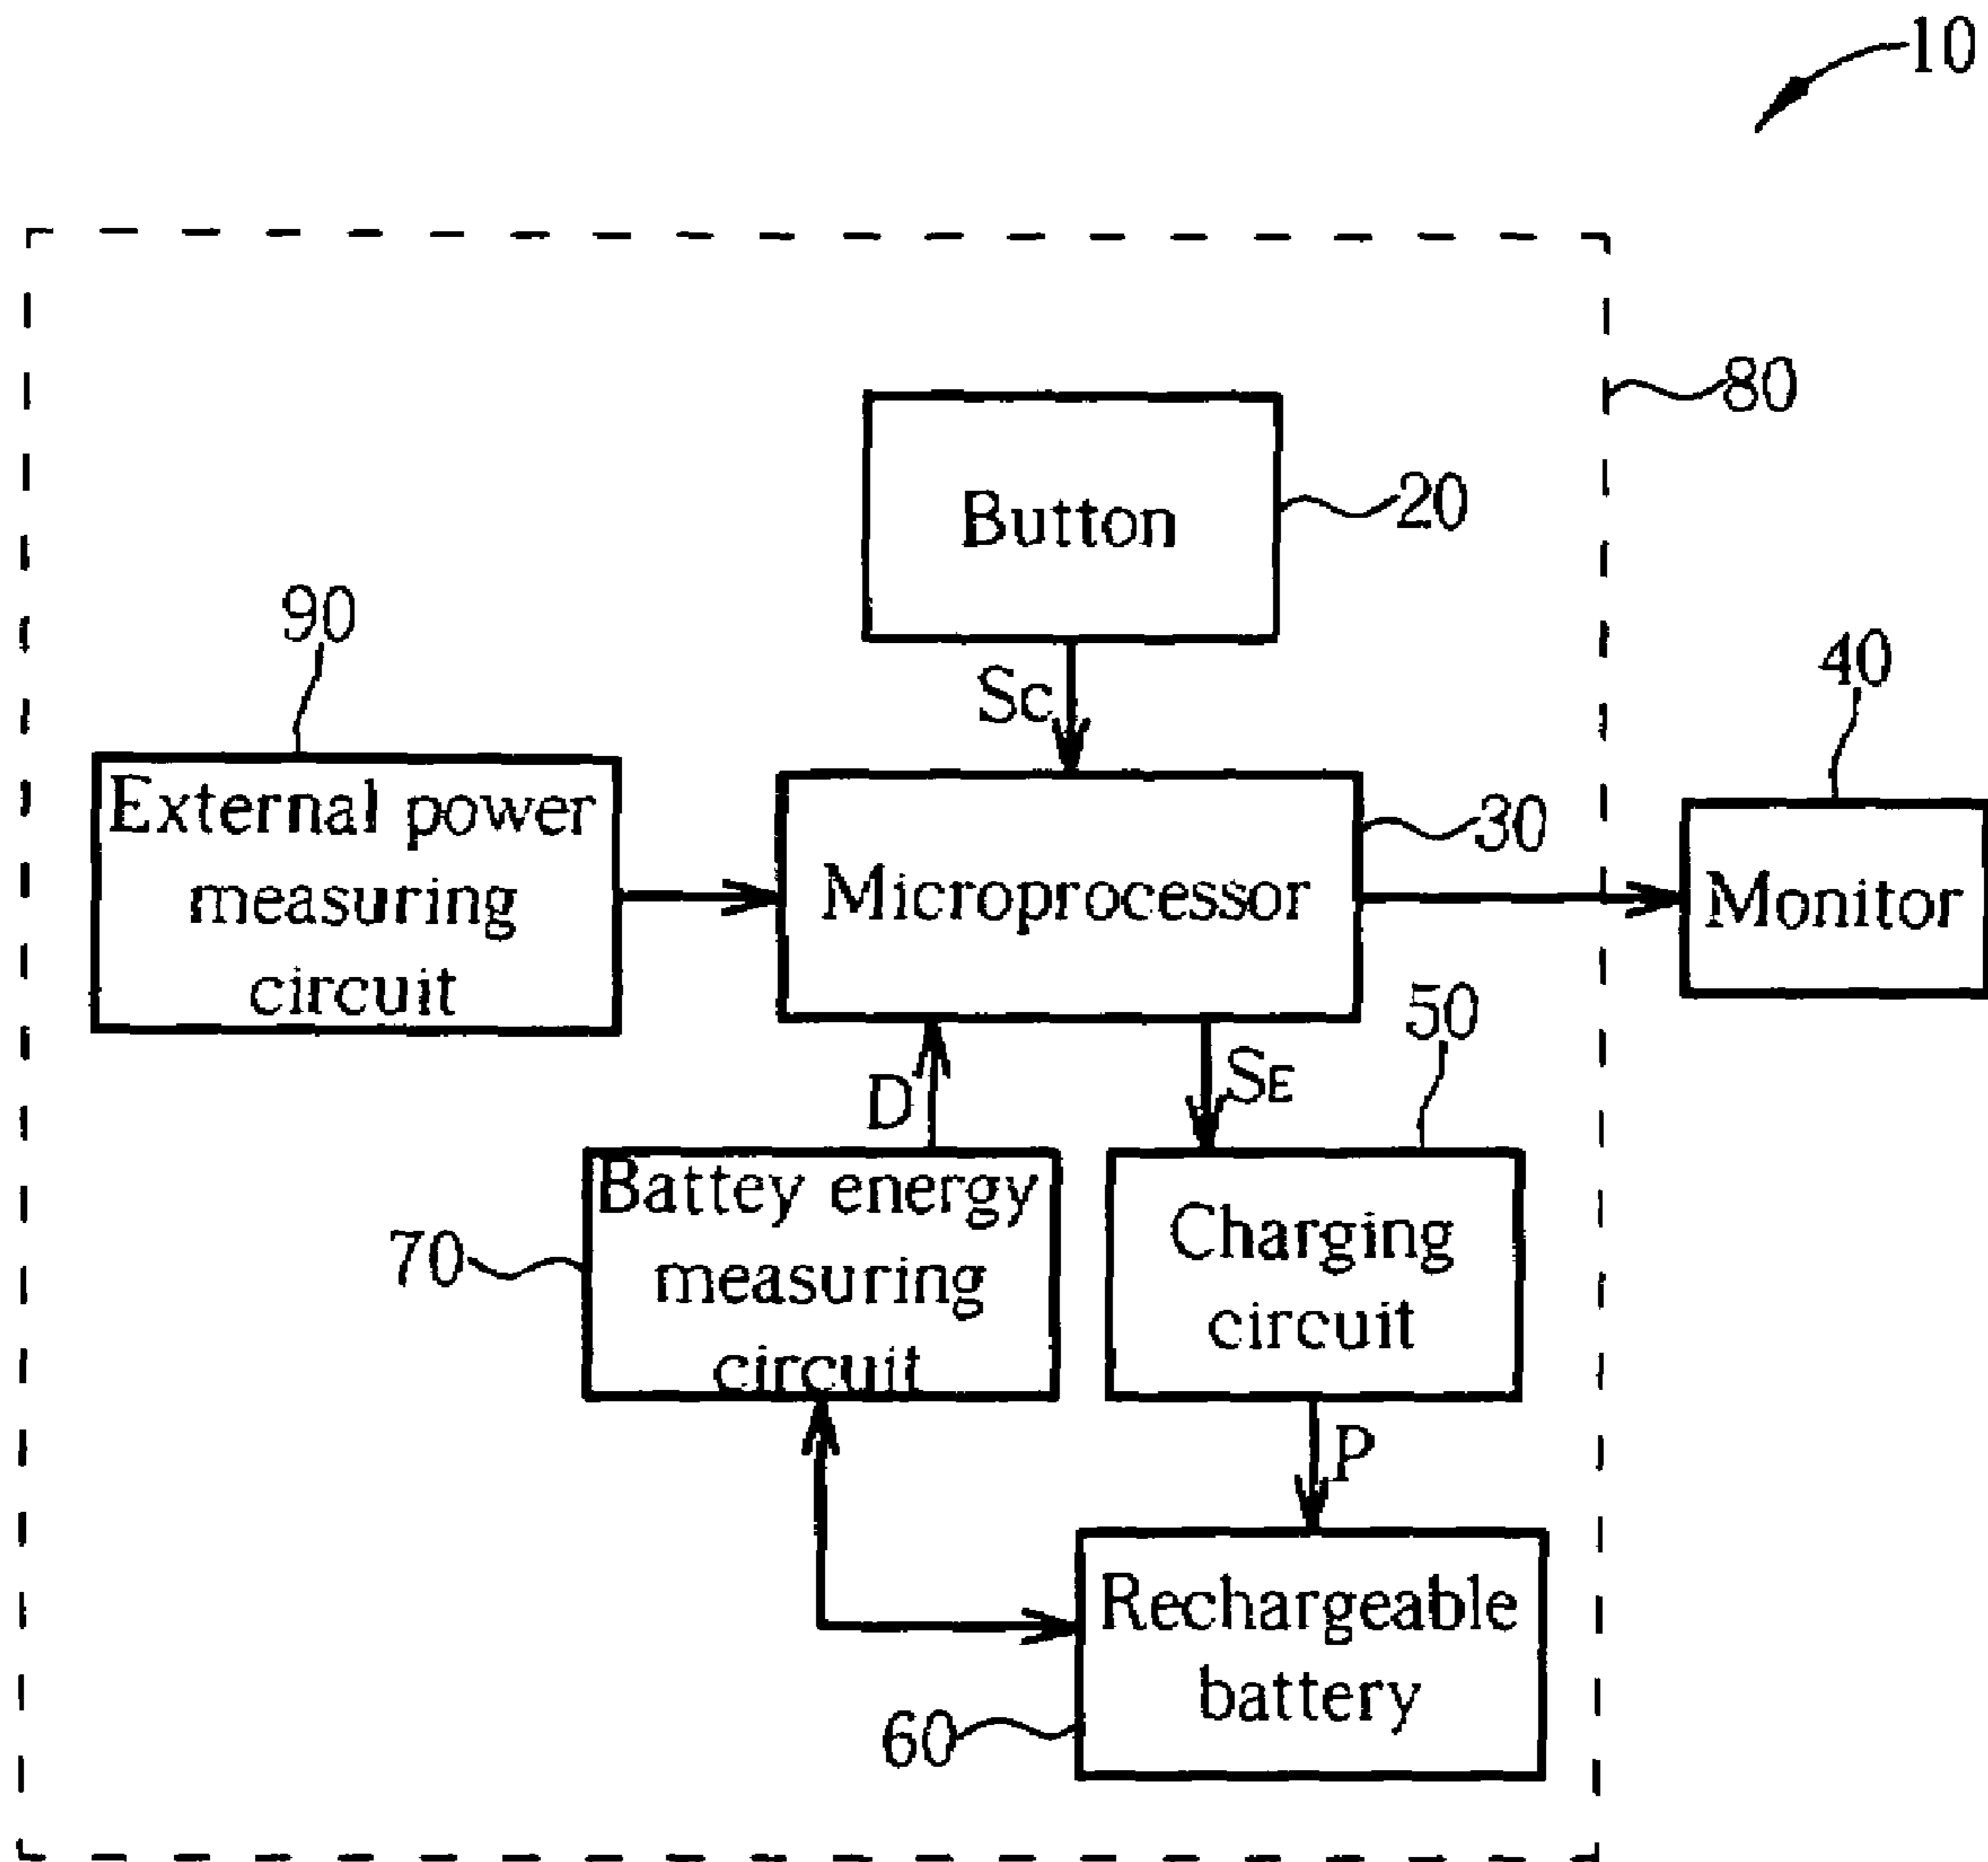 10
80
Button
20
Sc
90
40
External power
measuring
circuit
Microprocessor
30
Monitor
D
SE
50
Battey energy
measuring
circuit
70
Charging
circuit
P
Rechargeable
battery
60